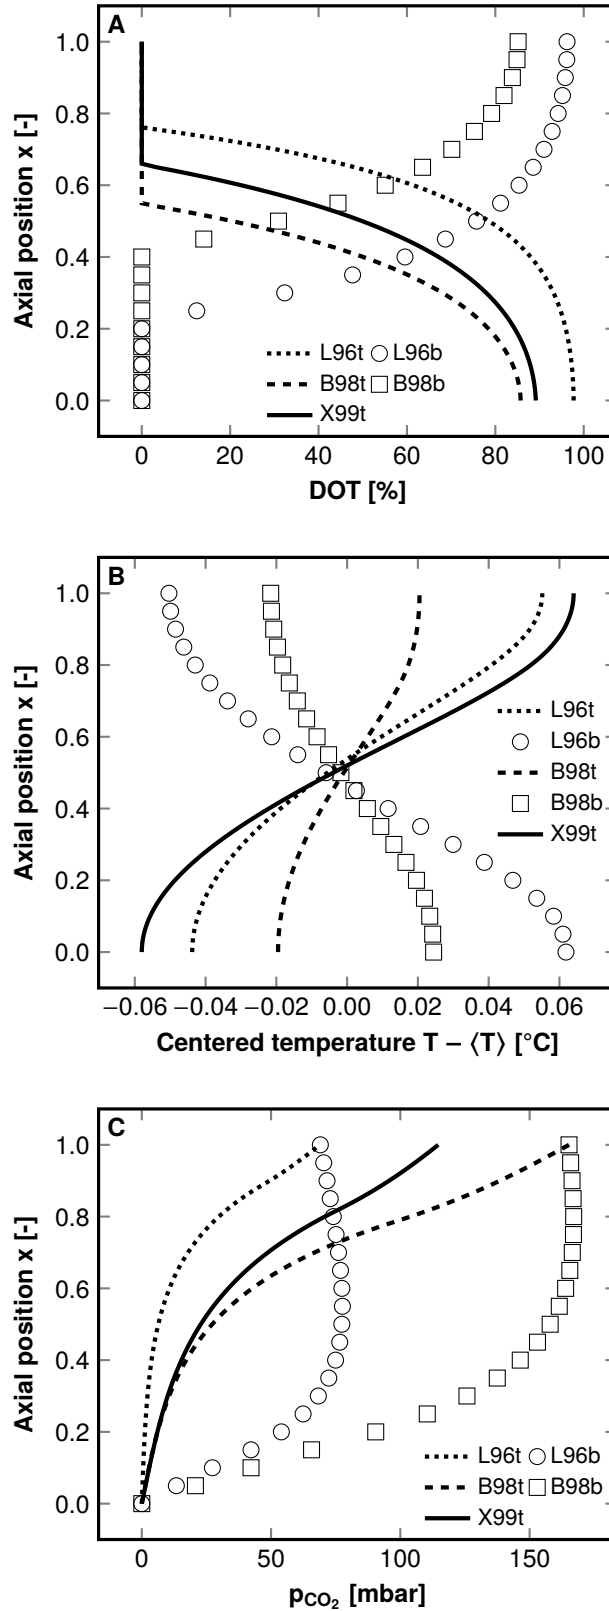 A
Axial position x [-]
1.0
0.8
0.6
0.4
0.2
0.0
L96t L96b
B98t B98b
X99t
0 20 40 60 80 100
DOT [%]
B
Axial position x [-]
1.0
0.8
0.6
0.4
0.2
0.0
L96t
L96b
B98t
B98b
X99t
−0.06 −0.04 −0.02 0.00 0.02 0.04 0.06
Centered temperature T − ⟨T⟩ [°C]
C
Axial position x [-]
1.0
0.8
0.6
0.4
0.2
0.0
L96t L96b
B98t B98b
X99t
0 50 100 150
pCO₂ [mbar]